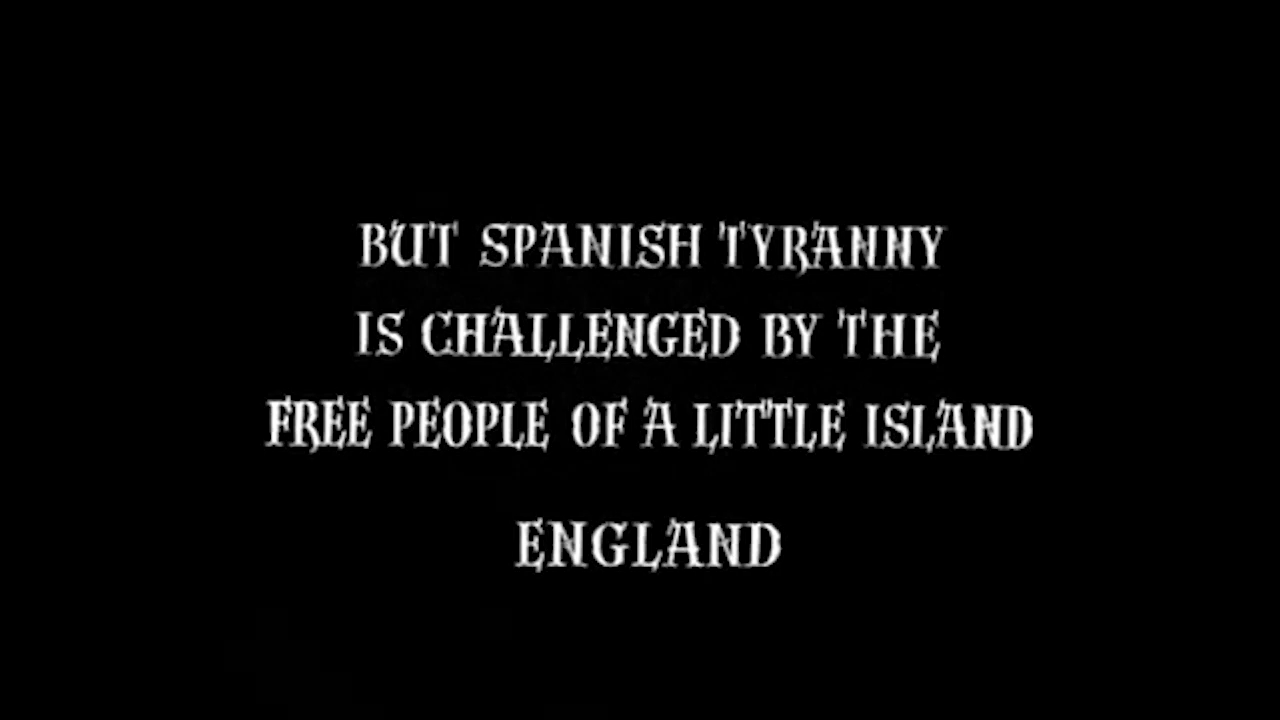 BUT SPANISH TYRANNY
IS CHALLENGED BY THE
FREE PEOPLE OF A LITTLE ISLAND
ENGLAND